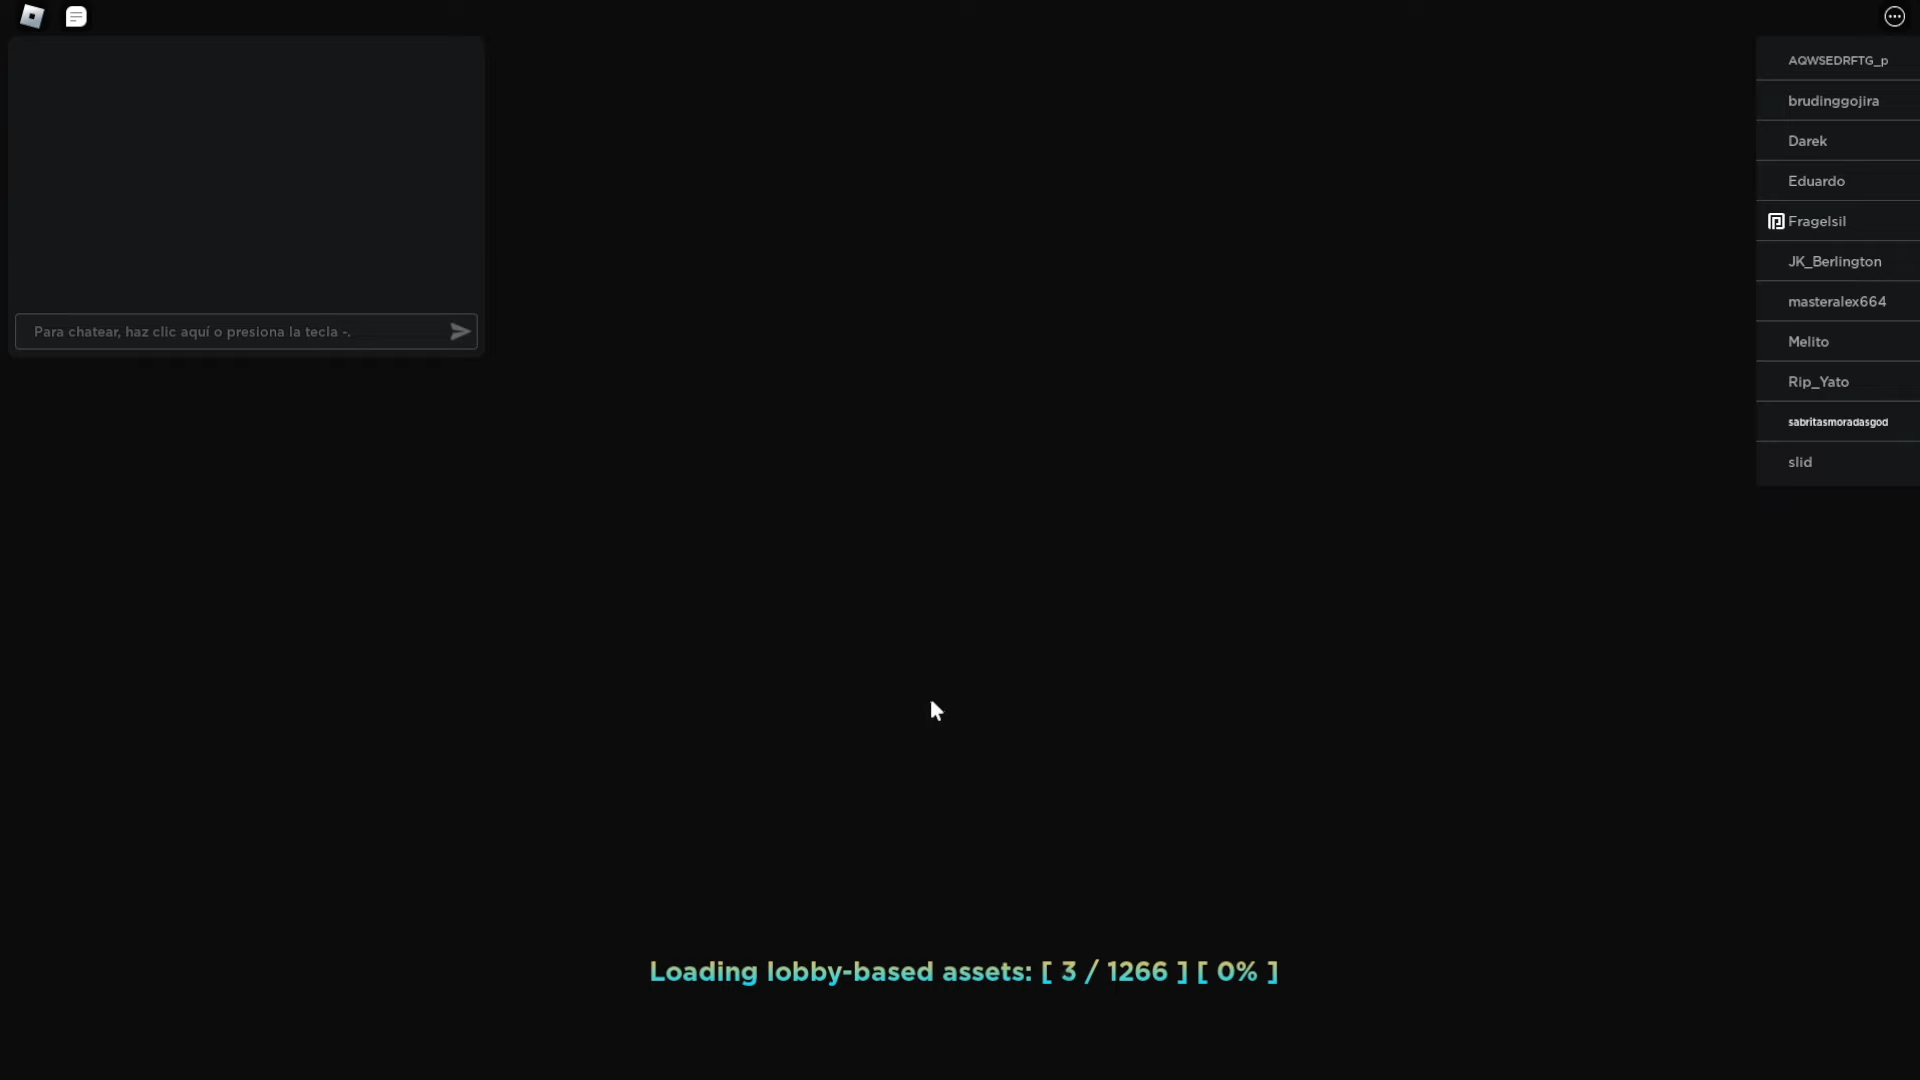 AQWSEDRFTG_p
brudinggojira
Darek
Eduardo
Fragelsil
JK_Berlington
masteralex664
Melito
Rip_Yato
sabritasmoradasgod
slid
Para chatear, haz clic aquí o presiona la tecla -.
Loading lobby-based assets: [ 3 / 1266 ] [ 0% ]